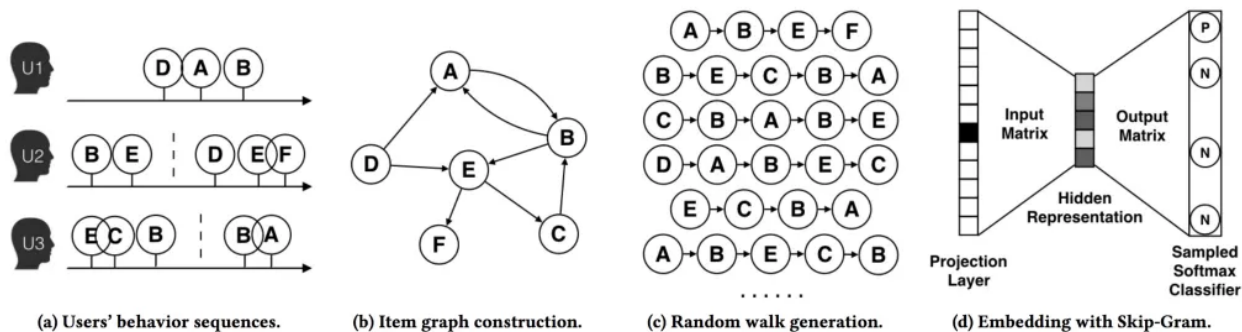 U1
D A B
U2
B E D E F
U3
E C B B A
(a) Users' behavior sequences.
A
B
D
E
F
C
(b) Item graph construction.
A B E F
B E C B A
C B A B E
D A B E C
E C B A
A B E C B
......
(c) Random walk generation.
Input
Matrix
Output
Matrix
Hidden
Representation
Projection
Layer
P
N
N
N
Sampled
Softmax
Classifier
(d) Embedding with Skip-Gram.